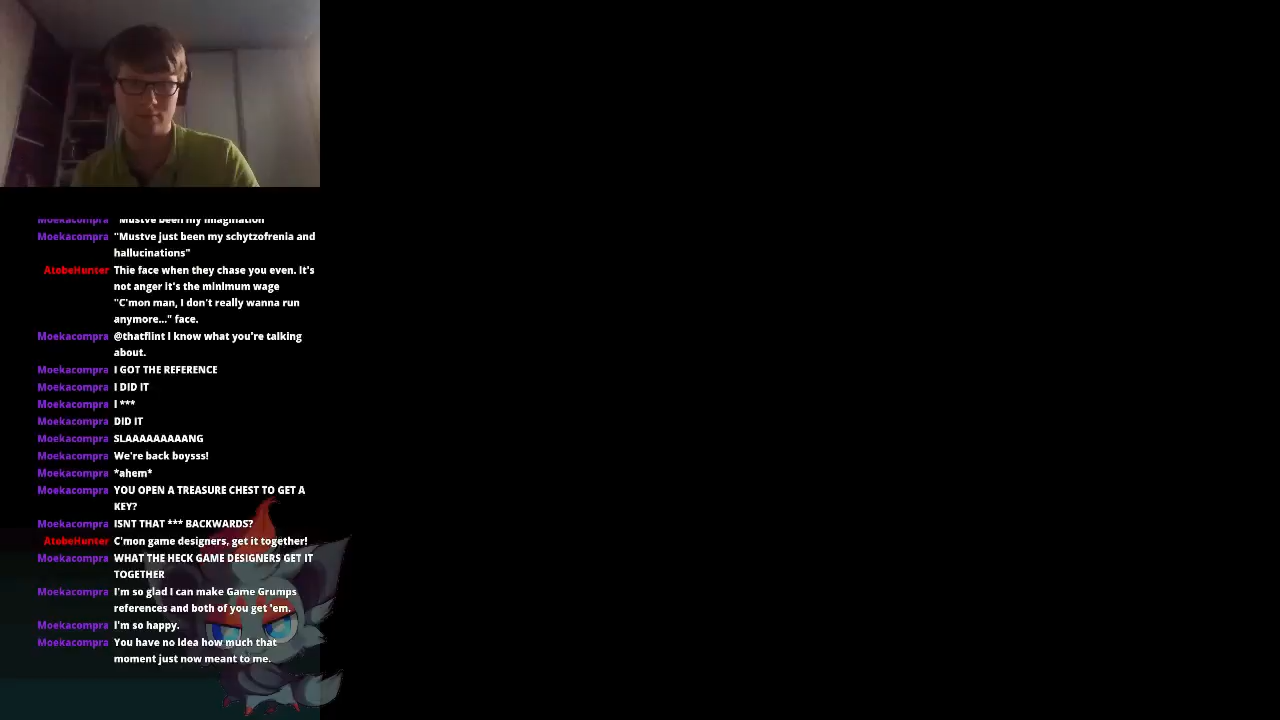 Moekacompra "Mustve been my imagination"
Moekacompra "Mustve just been my schytzofrenia and
hallucinations"
AtobeHunter Thie face when they chase you even. It's
not anger it's the minimum wage
"C'mon man, I don't really wanna run
anymore..." face.
Moekacompra @thatflint I know what you're talking
about.
Moekacompra I GOT THE REFERENCE
Moekacompra I DID IT
Moekacompra I ***
Moekacompra DID IT
Moekacompra SLAAAAAAAAANG
Moekacompra We're back boysss!
Moekacompra *ahem*
Moekacompra YOU OPEN A TREASURE CHEST TO GET A
KEY?
Moekacompra ISNT THAT *** BACKWARDS?
AtobeHunter C'mon game designers, get it together!
Moekacompra WHAT THE HECK GAME DESIGNERS GET IT
TOGETHER
Moekacompra I'm so glad I can make Game Grumps
references and both of you get 'em.
Moekacompra I'm so happy.
Moekacompra You have no idea how much that
moment just now meant to me.